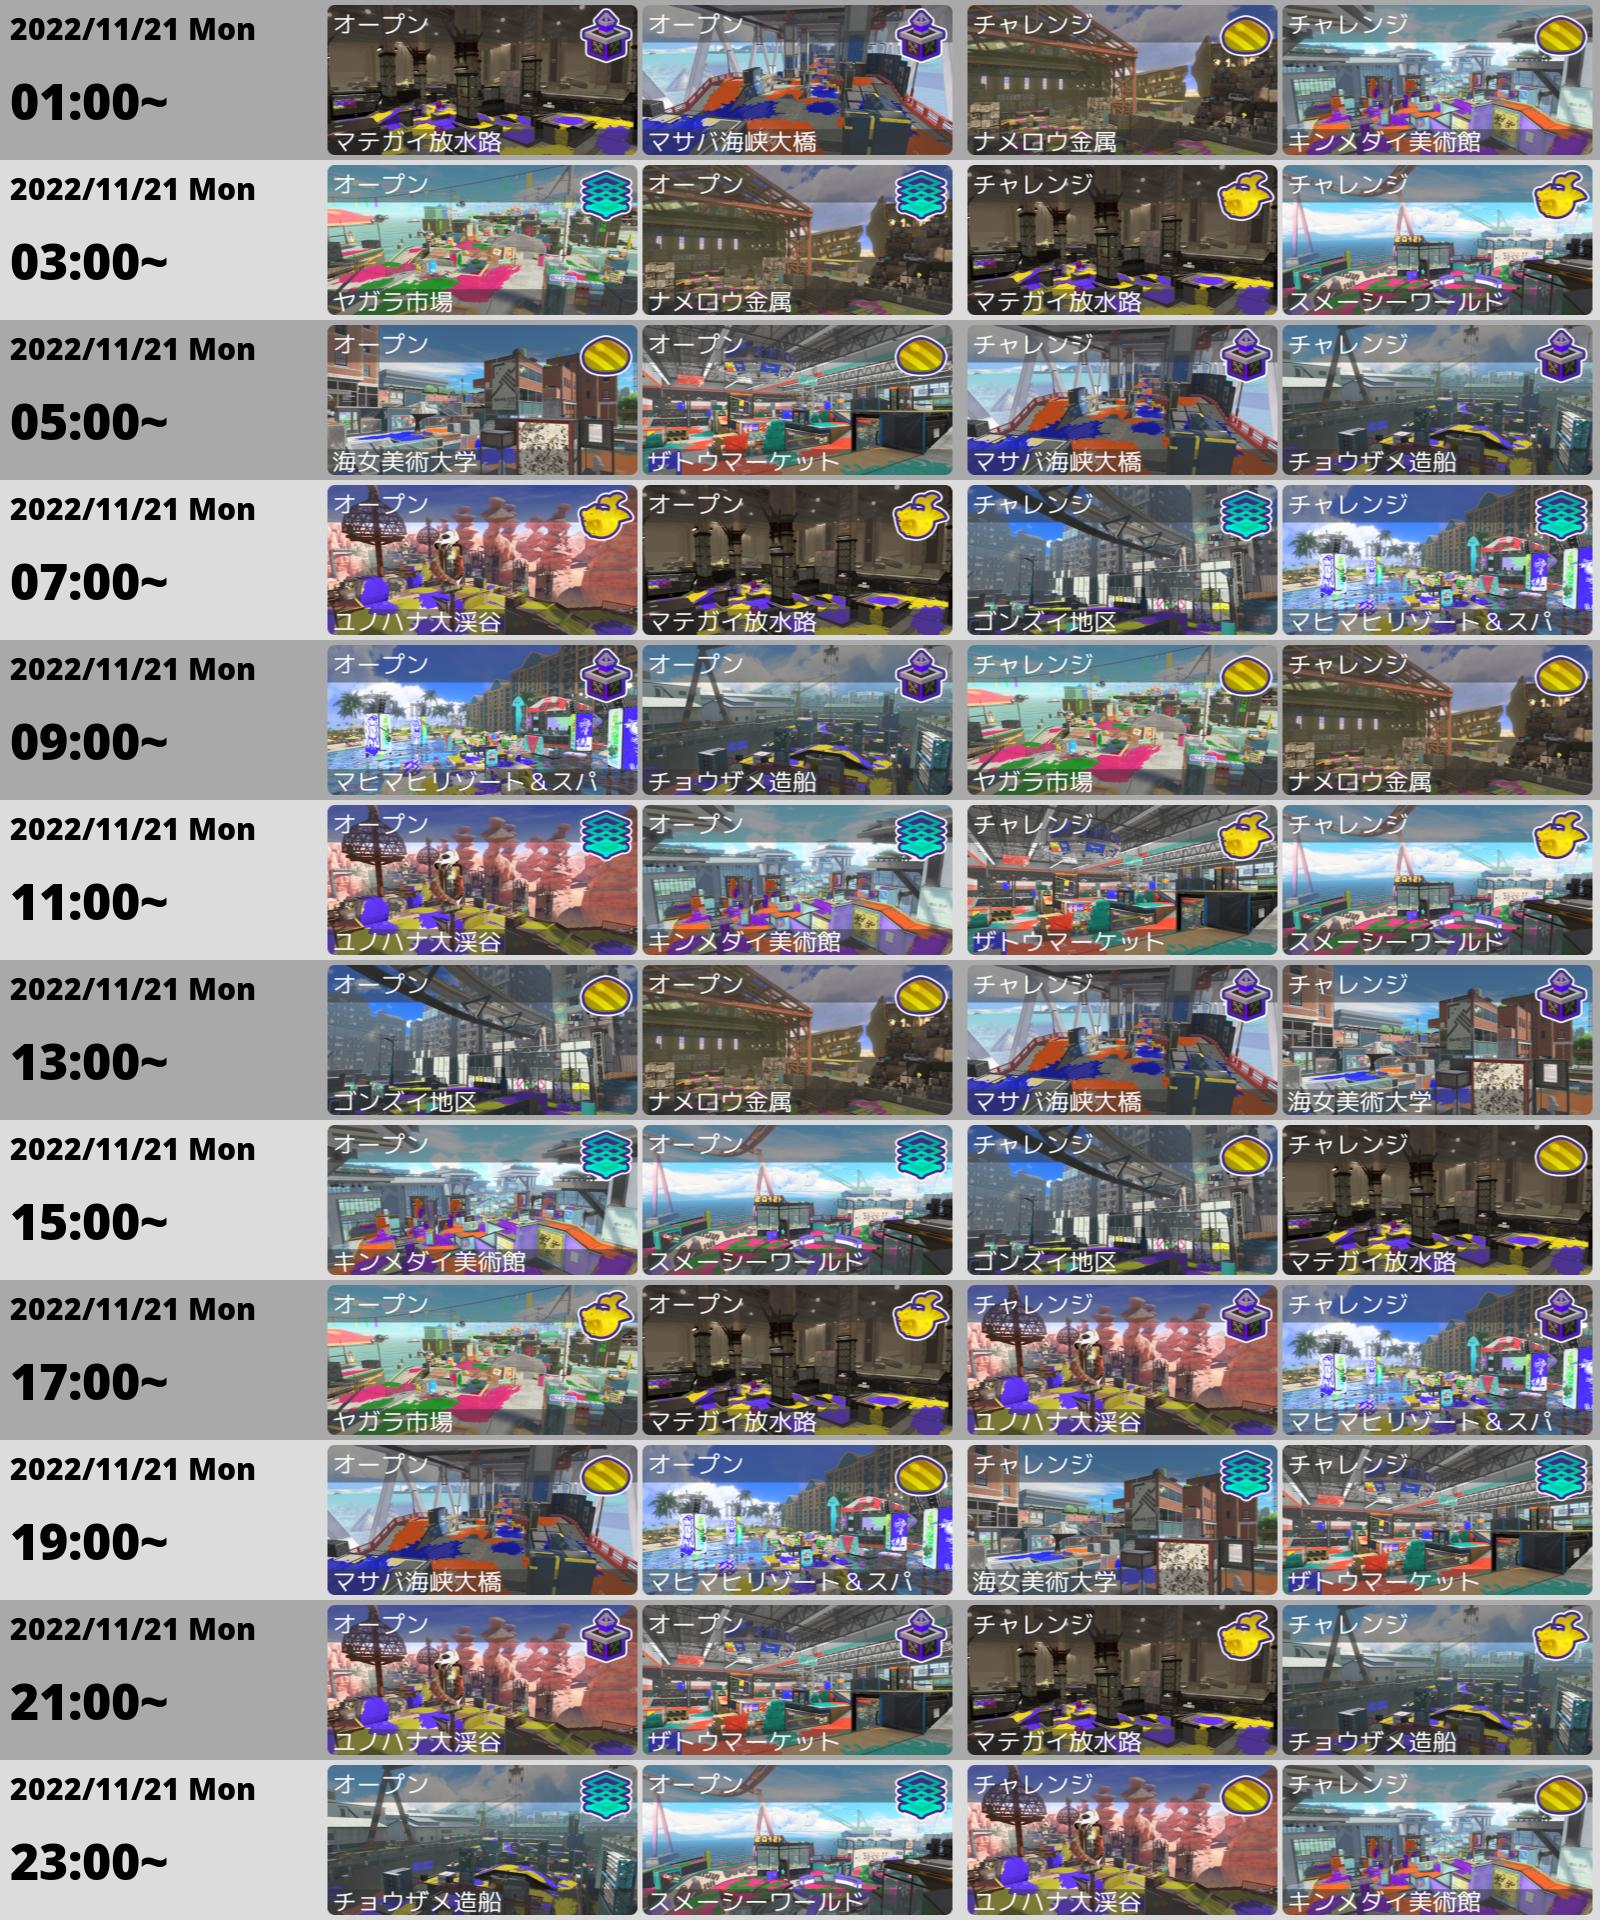 2022/11/21 Mon
01:00~
オープン
マテガイ放水路
オープン
マサバ海峡大橋
チャレンジ
ナメロウ金属
チャレンジ
キンメダイ美術館
2022/11/21 Mon
03:00~
オープン
ヤガラ市場
オープン
ナメロウ金属
チャレンジ
マテガイ放水路
チャレンジ
スメーシーワールド
2022/11/21 Mon
05:00~
オープン
海女美術大学
オープン
ザトウマーケット
チャレンジ
マサバ海峡大橋
チャレンジ
チョウザメ造船
2022/11/21 Mon
07:00~
オープン
ユノハナ大渓谷
オープン
マテガイ放水路
チャレンジ
ゴンズイ地区
チャレンジ
マヒマヒリゾート＆スパ
2022/11/21 Mon
09:00~
オープン
マヒマヒリゾート＆スパ
オープン
チョウザメ造船
チャレンジ
ヤガラ市場
チャレンジ
ナメロウ金属
2022/11/21 Mon
11:00~
オープン
ユノハナ大渓谷
オープン
キンメダイ美術館
チャレンジ
ザトウマーケット
チャレンジ
スメーシーワールド
2022/11/21 Mon
13:00~
オープン
ゴンズイ地区
オープン
ナメロウ金属
チャレンジ
マサバ海峡大橋
チャレンジ
海女美術大学
2022/11/21 Mon
15:00~
オープン
キンメダイ美術館
オープン
スメーシーワールド
チャレンジ
ゴンズイ地区
チャレンジ
マテガイ放水路
2022/11/21 Mon
17:00~
オープン
ヤガラ市場
オープン
マテガイ放水路
チャレンジ
ユノハナ大渓谷
チャレンジ
マヒマヒリゾート＆スパ
2022/11/21 Mon
19:00~
オープン
マサバ海峡大橋
オープン
マヒマヒリゾート＆スパ
チャレンジ
海女美術大学
チャレンジ
ザトウマーケット
2022/11/21 Mon
21:00~
オープン
ユノハナ大渓谷
オープン
ザトウマーケット
チャレンジ
マテガイ放水路
チャレンジ
チョウザメ造船
2022/11/21 Mon
23:00~
オープン
チョウザメ造船
オープン
スメーシーワールド
チャレンジ
ユノハナ大渓谷
チャレンジ
キンメダイ美術館